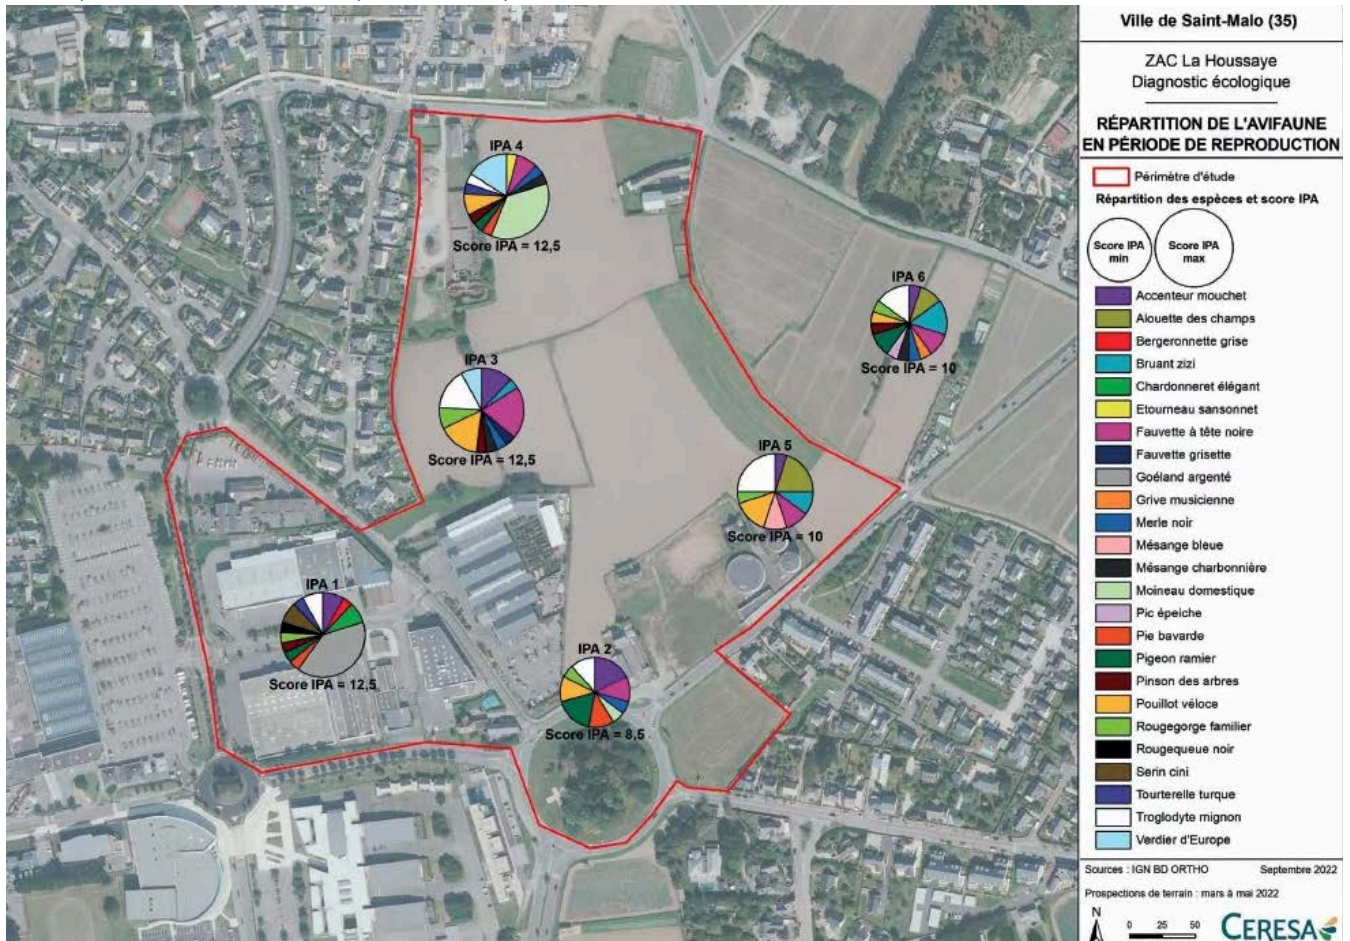 IPA 4
Score IPA = 12,5
IPA 6
Score IPA = 10
IPA 3
Score IPA = 12,5
IPA 5
Score IPA = 10
IPA 1
Score IPA = 12,5
IPA 2
Score IPA = 8,5
Ville de Saint-Malo (35)
ZAC La Houssaye
Diagnostic écologique
RÉPARTITION DE L'AVIFAUNE
EN PÉRIODE DE REPRODUCTION
Périmètre d'étude
Répartition des espèces et score IPA
Score IPA
min
Score IPA
max
Accenteur mouchet
Alouette des champs
Bergeronnette grise
Bruant zizi
Chardonneret élégant
Etourneau sansonnet
Fauvette à tête noire
Fauvette grisette
Goéland argenté
Grive musicienne
Merle noir
Mésange bleue
Mésange charbonnière
Moineau domestique
Pic épeiche
Pie bavarde
Pigeon ramier
Pinson des arbres
Pouillot véloce
Rougegorge familier
Rougequeue noir
Serin cini
Tourterelle turque
Troglodyte mignon
Verdier d'Europe
Sources : IGN BD ORTHO Septembre 2022
Prospections de terrain : mars à mai 2022
N
0 25 50
CERESA